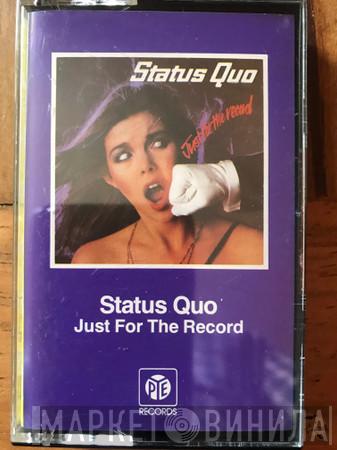 Status Quo
Just for the record
Status Quo
Just For The Record
PYE
RECORDS
МАРКЕТ ВИНИЛА